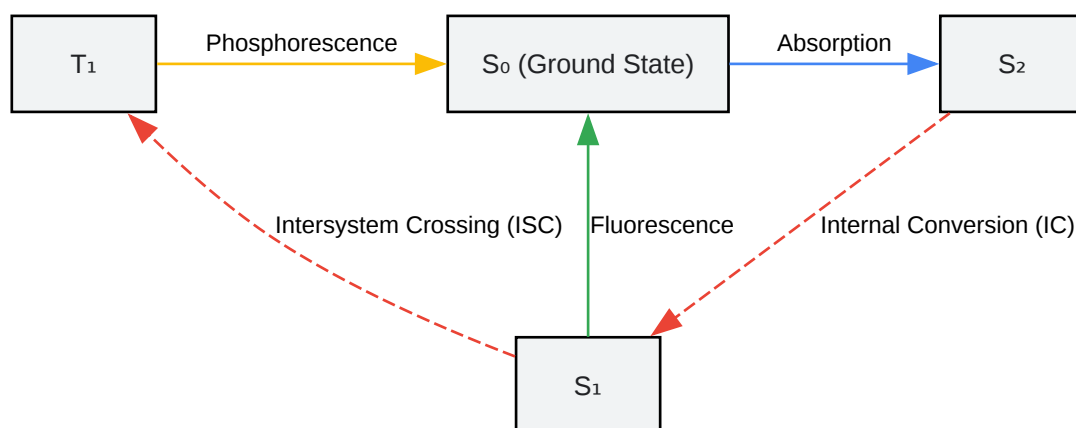 Phosphorescence
Absorption
T₁
S₀ (Ground State)
S₂
Intersystem Crossing (ISC)
Fluorescence
Internal Conversion (IC)
S₁